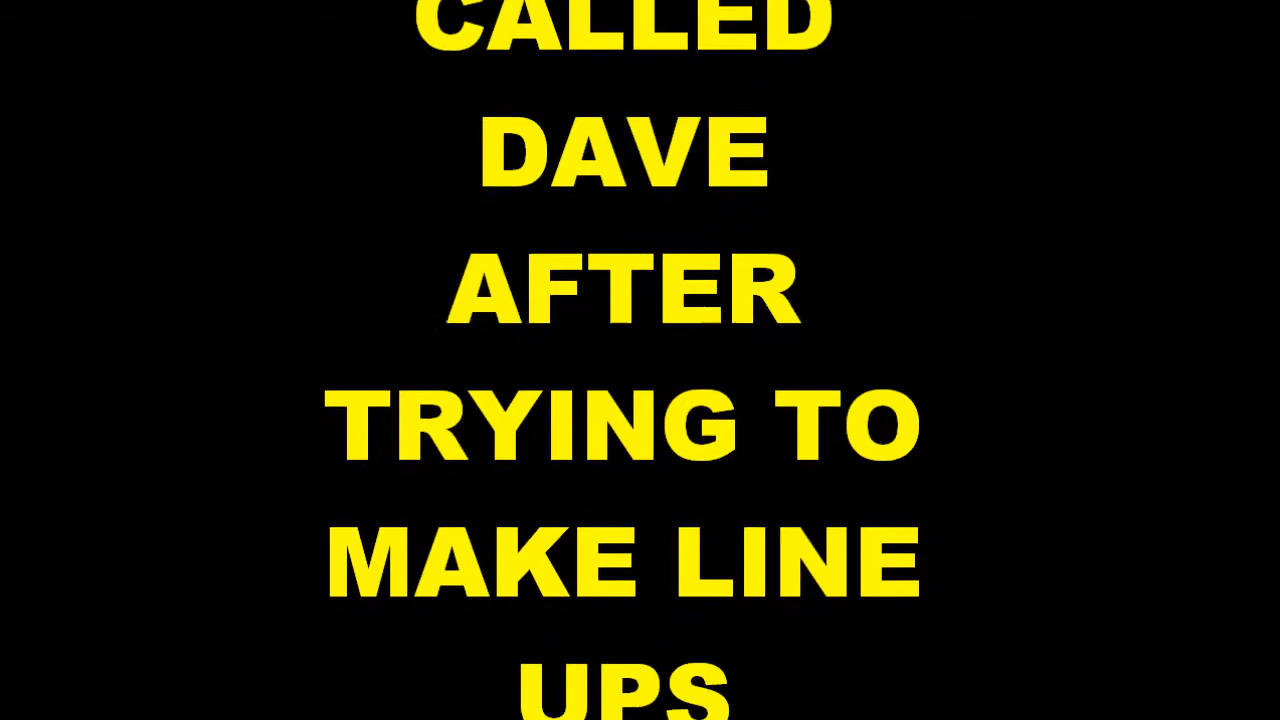 CALLED
DAVE
AFTER
TRYING TO
MAKE LINE
UPS